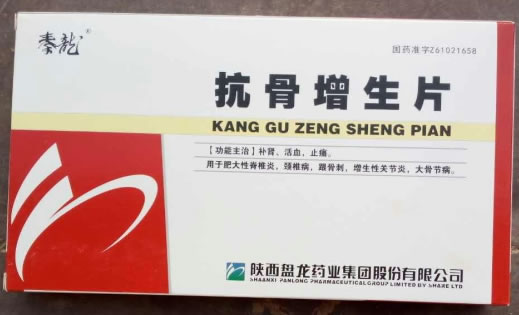 秦龙®
国药准字Z61021658
抗骨增生片
KANG GU ZENG SHENG PIAN
【功能主治】补肾、活血、止痛。
用于肥大性脊椎炎，颈椎病，跟骨刺，增生性关节炎，大骨节病。
陕西盘龙药业集团股份有限公司
SHAANXI PANLONG PHARMACEUTICAL GROUP LIMITED BY SHARE LTD